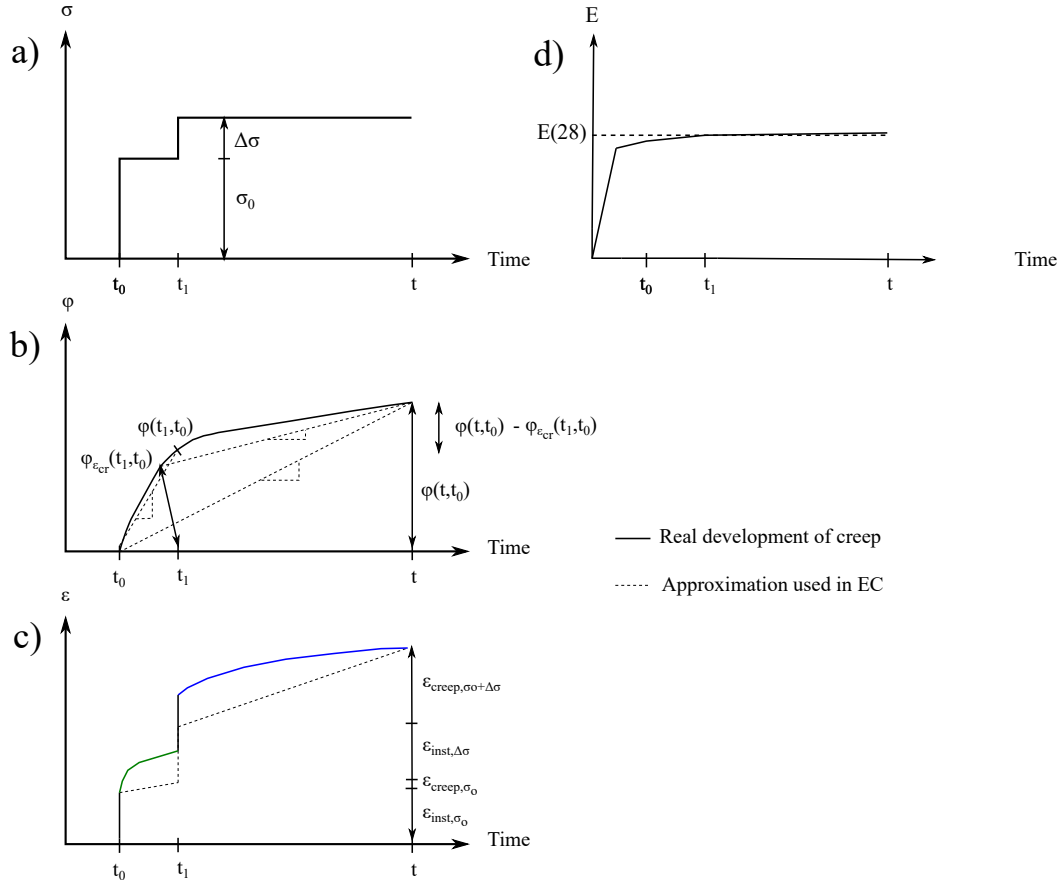 a)
σ
Δσ
σ0
Time
t0
t1
t
d)
E
E(28)
Time
t0
t1
t
b)
φ
φ(t1,t0)
φεcr(t1,t0)
φ(t,t0) - φεcr(t1,t0)
φ(t,t0)
Time
t0
t1
t
Real development of creep
Approximation used in EC
c)
ε
εcreep,σo+Δσ
εinst,Δσ
εcreep,σo
εinst,σo
Time
t0
t1
t